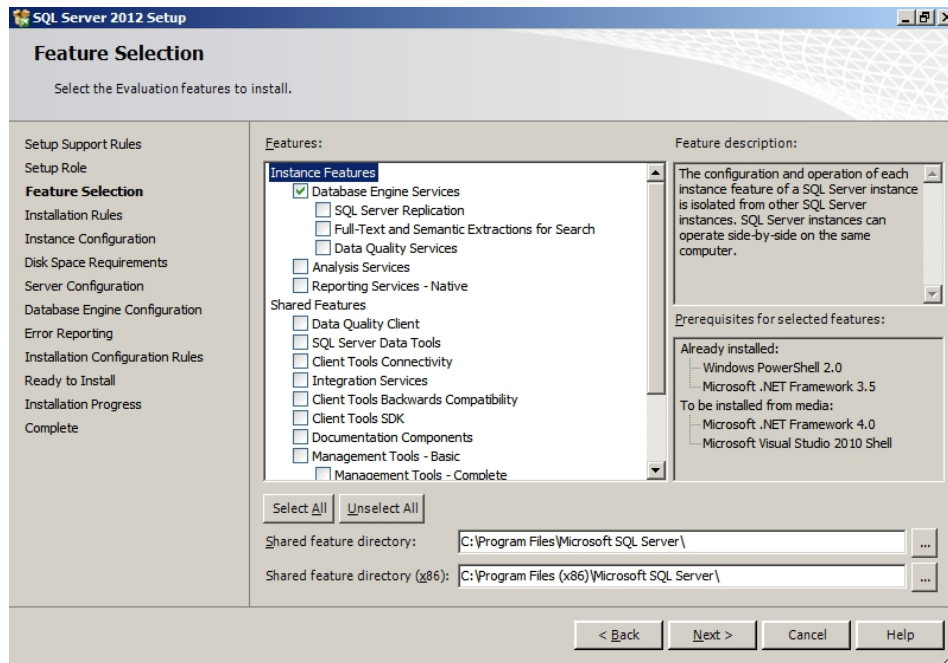 SQL Server 2012 Setup
Feature Selection
Select the Evaluation features to install.
Setup Support Rules
Setup Role
Feature Selection
Installation Rules
Instance Configuration
Disk Space Requirements
Server Configuration
Database Engine Configuration
Error Reporting
Installation Configuration Rules
Ready to Install
Installation Progress
Complete
Features:
Instance Features
Database Engine Services
SQL Server Replication
Full-Text and Semantic Extractions for Search
Data Quality Services
Analysis Services
Reporting Services - Native
Shared Features
Data Quality Client
SQL Server Data Tools
Client Tools Connectivity
Integration Services
Client Tools Backwards Compatibility
Client Tools SDK
Documentation Components
Management Tools - Basic
Management Tools - Complete
Feature description:
The configuration and operation of each
instance feature of a SQL Server instance
is isolated from other SQL Server
instances. SQL Server instances can
operate side-by-side on the same
computer.
Prerequisites for selected features:
Already installed:
Windows PowerShell 2.0
Microsoft .NET Framework 3.5
To be installed from media:
Microsoft .NET Framework 4.0
Microsoft Visual Studio 2010 Shell
Select All
Unselect All
Shared feature directory:
C:\Program Files\Microsoft SQL Server\
...
Shared feature directory (x86):
C:\Program Files (x86)\Microsoft SQL Server\
...
< Back
Next >
Cancel
Help